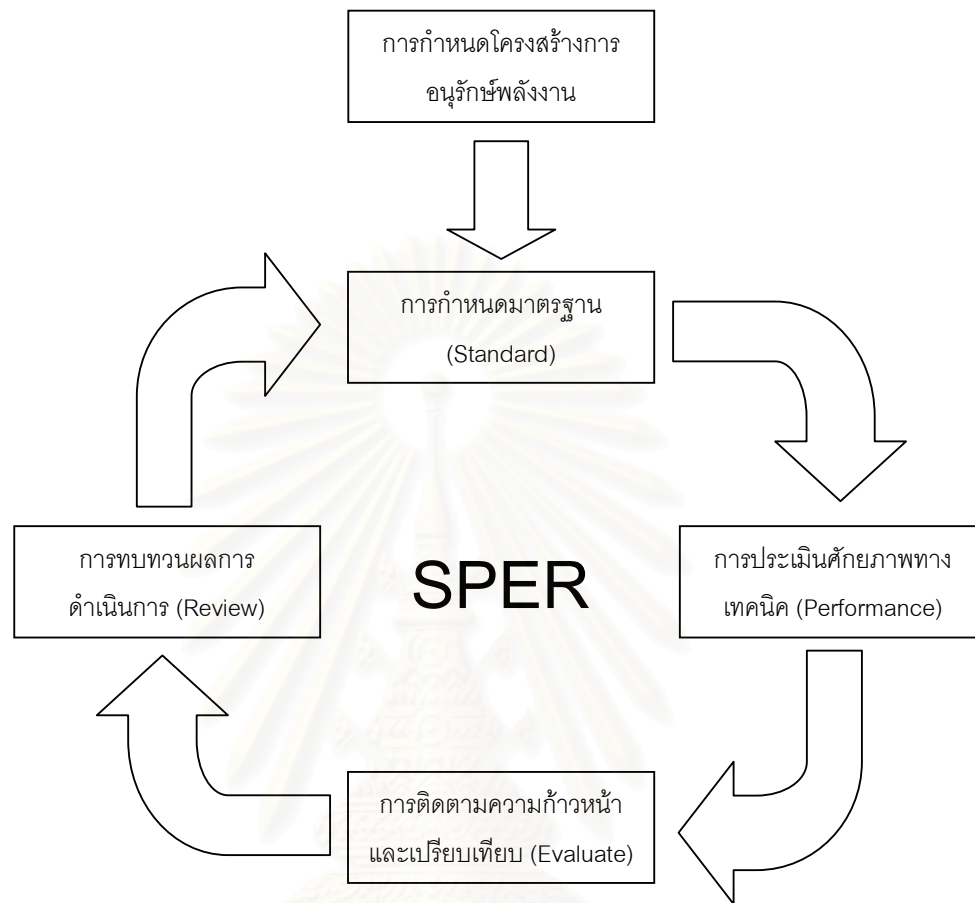 การกำหนดโครงสร้างการ
อนุรักษ์พลังงาน
การกำหนดมาตรฐาน
(Standard)
การทบทวนผลการ
ดำเนินการ (Review)
SPER
การประเมินศักยภาพทาง
เทคนิค (Performance)
การติดตามความก้าวหน้า
และเปรียบเทียบ (Evaluate)